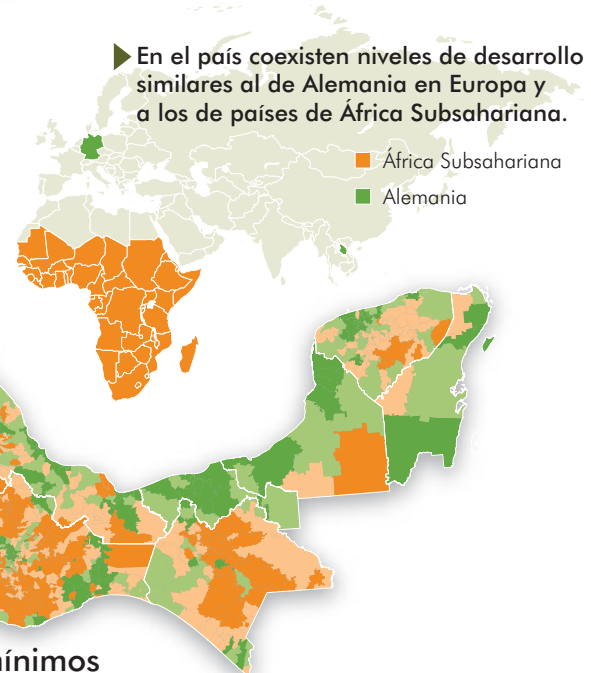 En el país coexisten niveles de desarrollo
similares al de Alemania en Europa y
a los de países de África Subsahariana.
África Subsahariana
Alemania